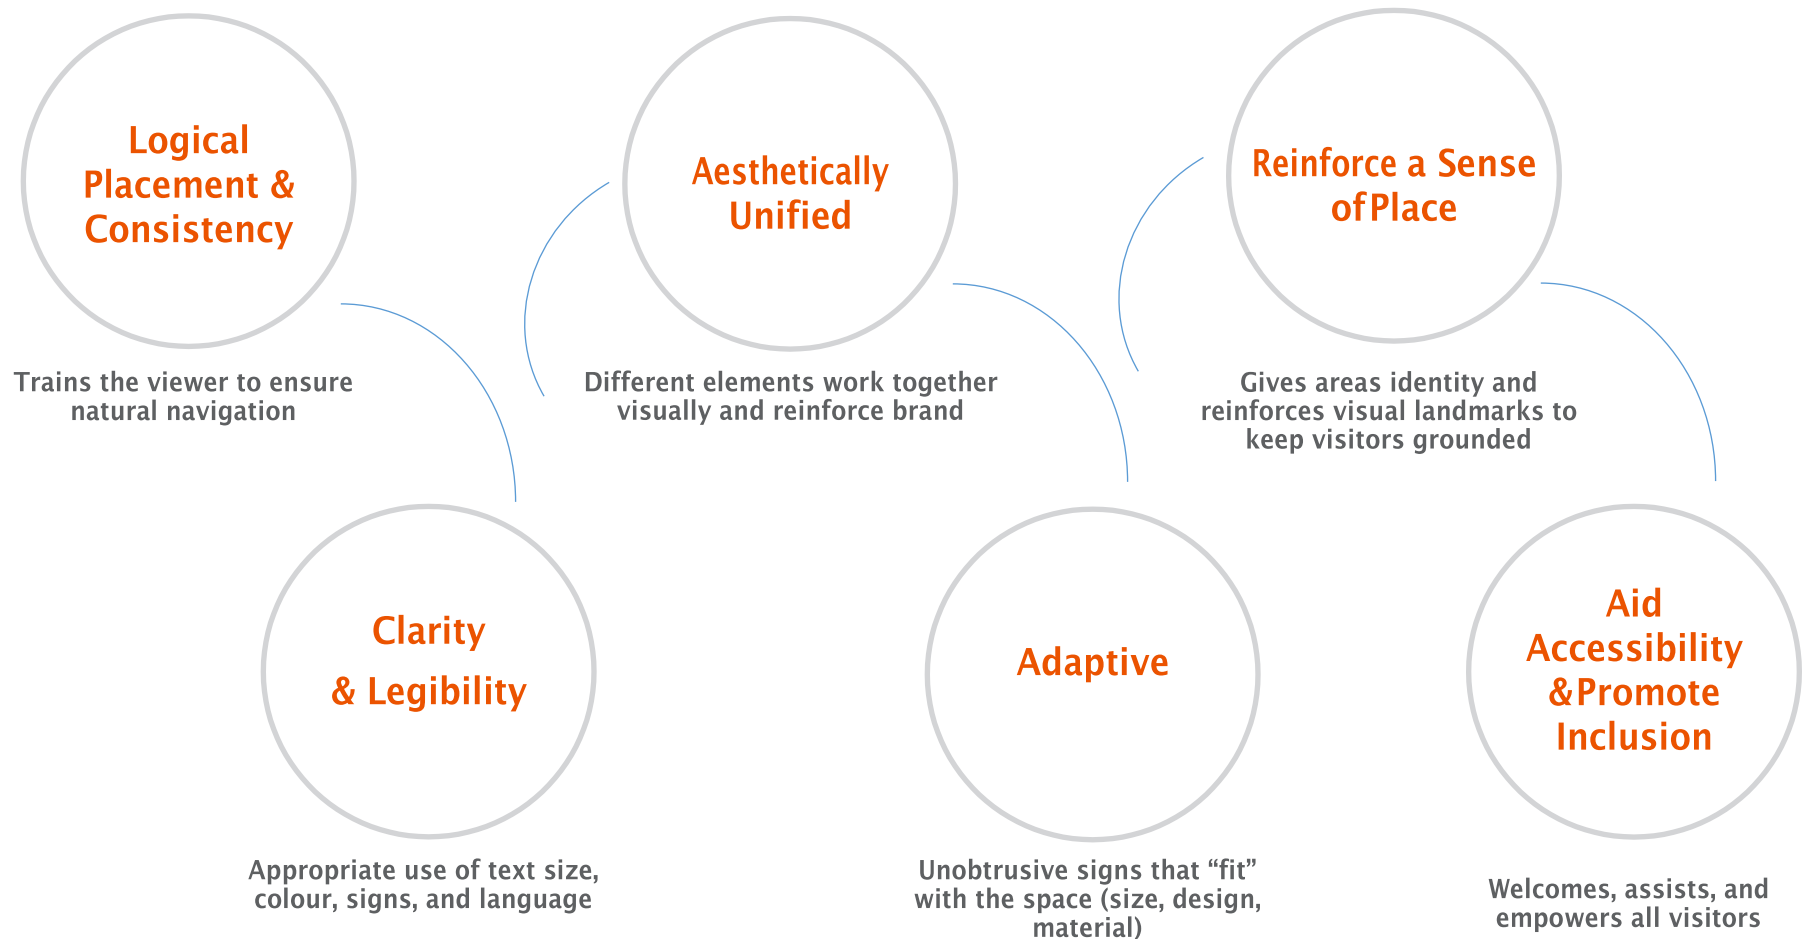 Logical
Placement &
Consistency
Trains the viewer to ensure
natural navigation
Clarity
& Legibility
Appropriate use of text size,
colour, signs, and language
Aesthetically
Unified
Different elements work together
visually and reinforce brand
Adaptive
Unobtrusive signs that “fit”
with the space (size, design,
material)
Reinforce a Sense
of Place
Gives areas identity and
reinforces visual landmarks to
keep visitors grounded
Aid
Accessibility
&Promote
Inclusion
Welcomes, assists, and
empowers all visitors